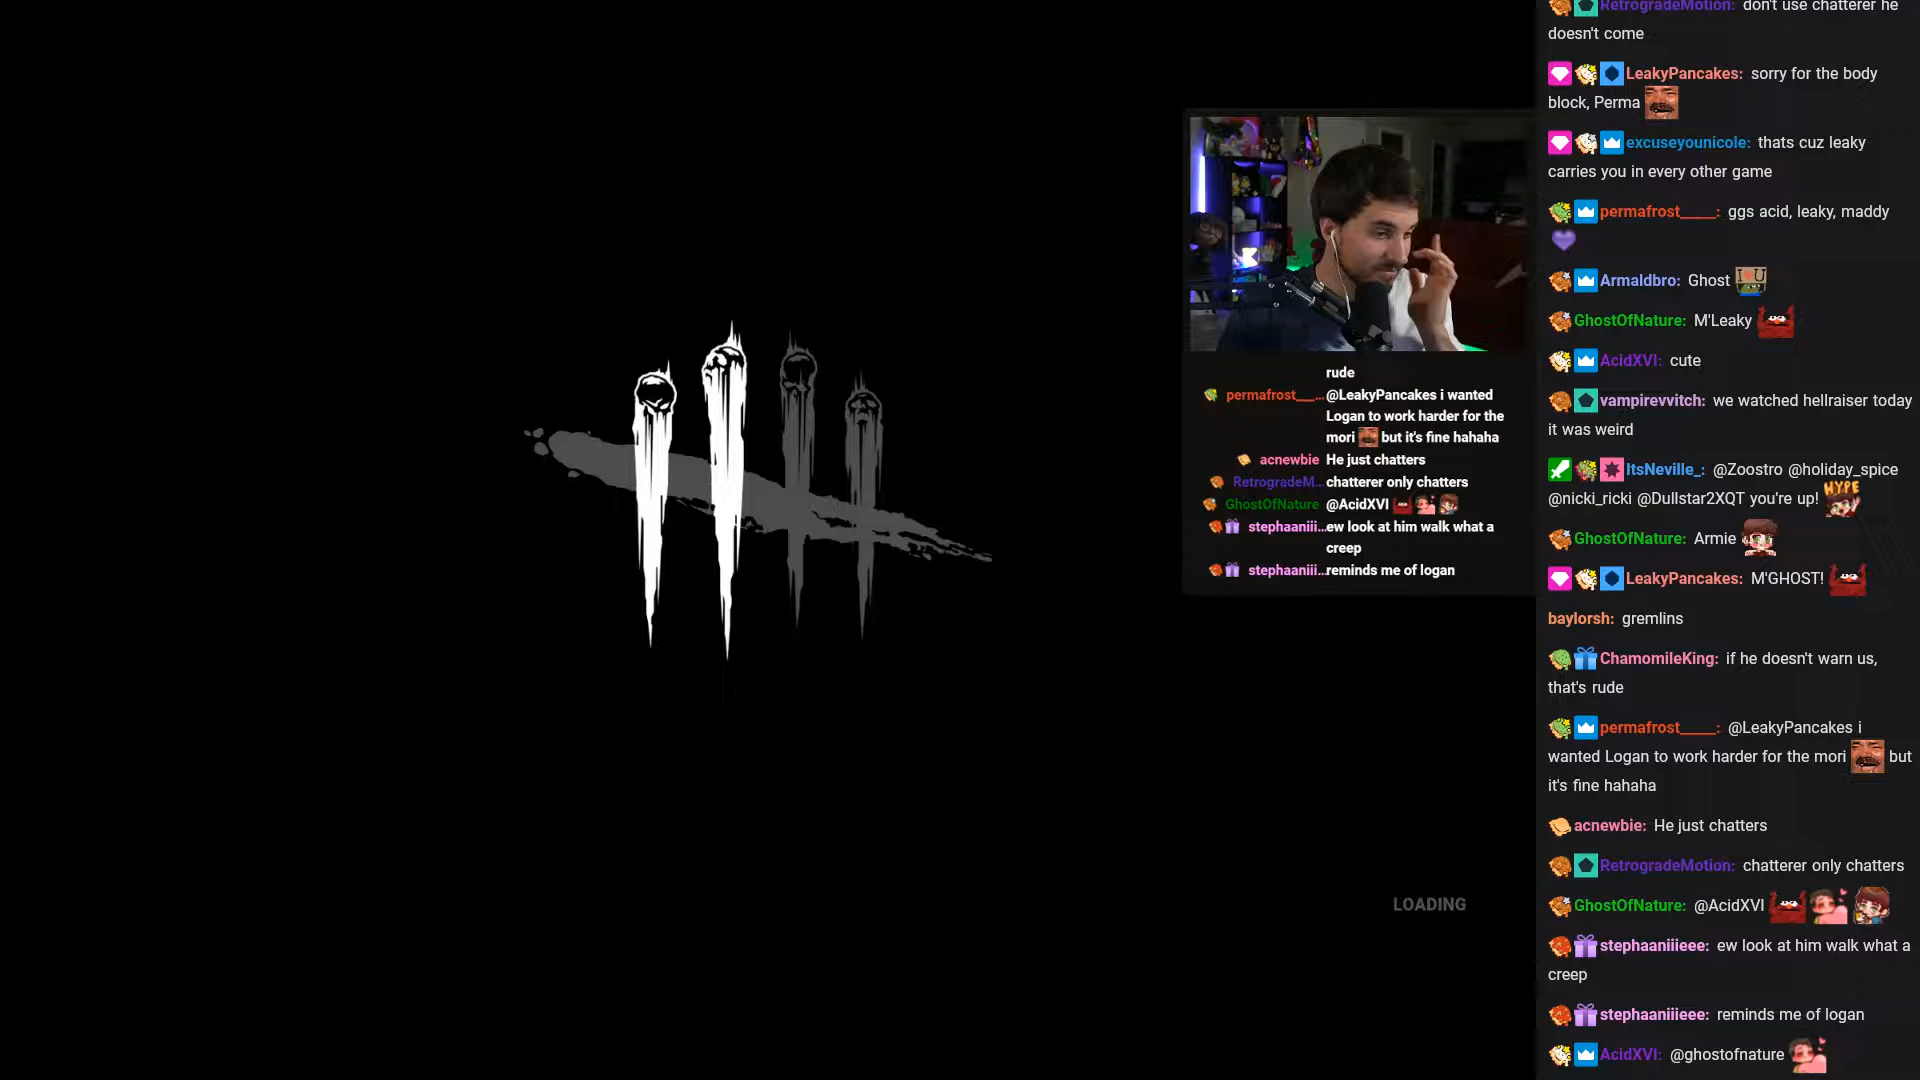 RetrogradeMotion: don't use chatterer he
doesn't come
LeakyPancakes: sorry for the body
block, Perma
excuseyounicole: thats cuz leaky
carries you in every other game
permafrost_____: ggs acid, leaky, maddy
Armaldbro: Ghost
I U
GhostOfNature: M'Leaky
AcidXVI: cute
vampirevvitch: we watched hellraiser today
it was weird
ItsNeville_: @Zoostro @holiday_spice
@nicki_ricki @Dullstar2XQT you're up! HYPE
GhostOfNature: Armie
LeakyPancakes: M'GHOST!
baylorsh: gremlins
ChamomileKing: if he doesn't warn us,
that's rude
permafrost_____: @LeakyPancakes i
wanted Logan to work harder for the mori but
it's fine hahaha
acnewbie: He just chatters
RetrogradeMotion: chatterer only chatters
GhostOfNature: @AcidXVI
stephaaniiieee: ew look at him walk what a
creep
stephaaniiieee: reminds me of logan
AcidXVI: @ghostofnature
rude
permafrost___... @LeakyPancakes i wanted
Logan to work harder for the
mori but it's fine hahaha
acnewbie He just chatters
RetrogradeM... chatterer only chatters
GhostOfNature @AcidXVI
stephaaniii... ew look at him walk what a
creep
stephaaniii... reminds me of logan
LOADING